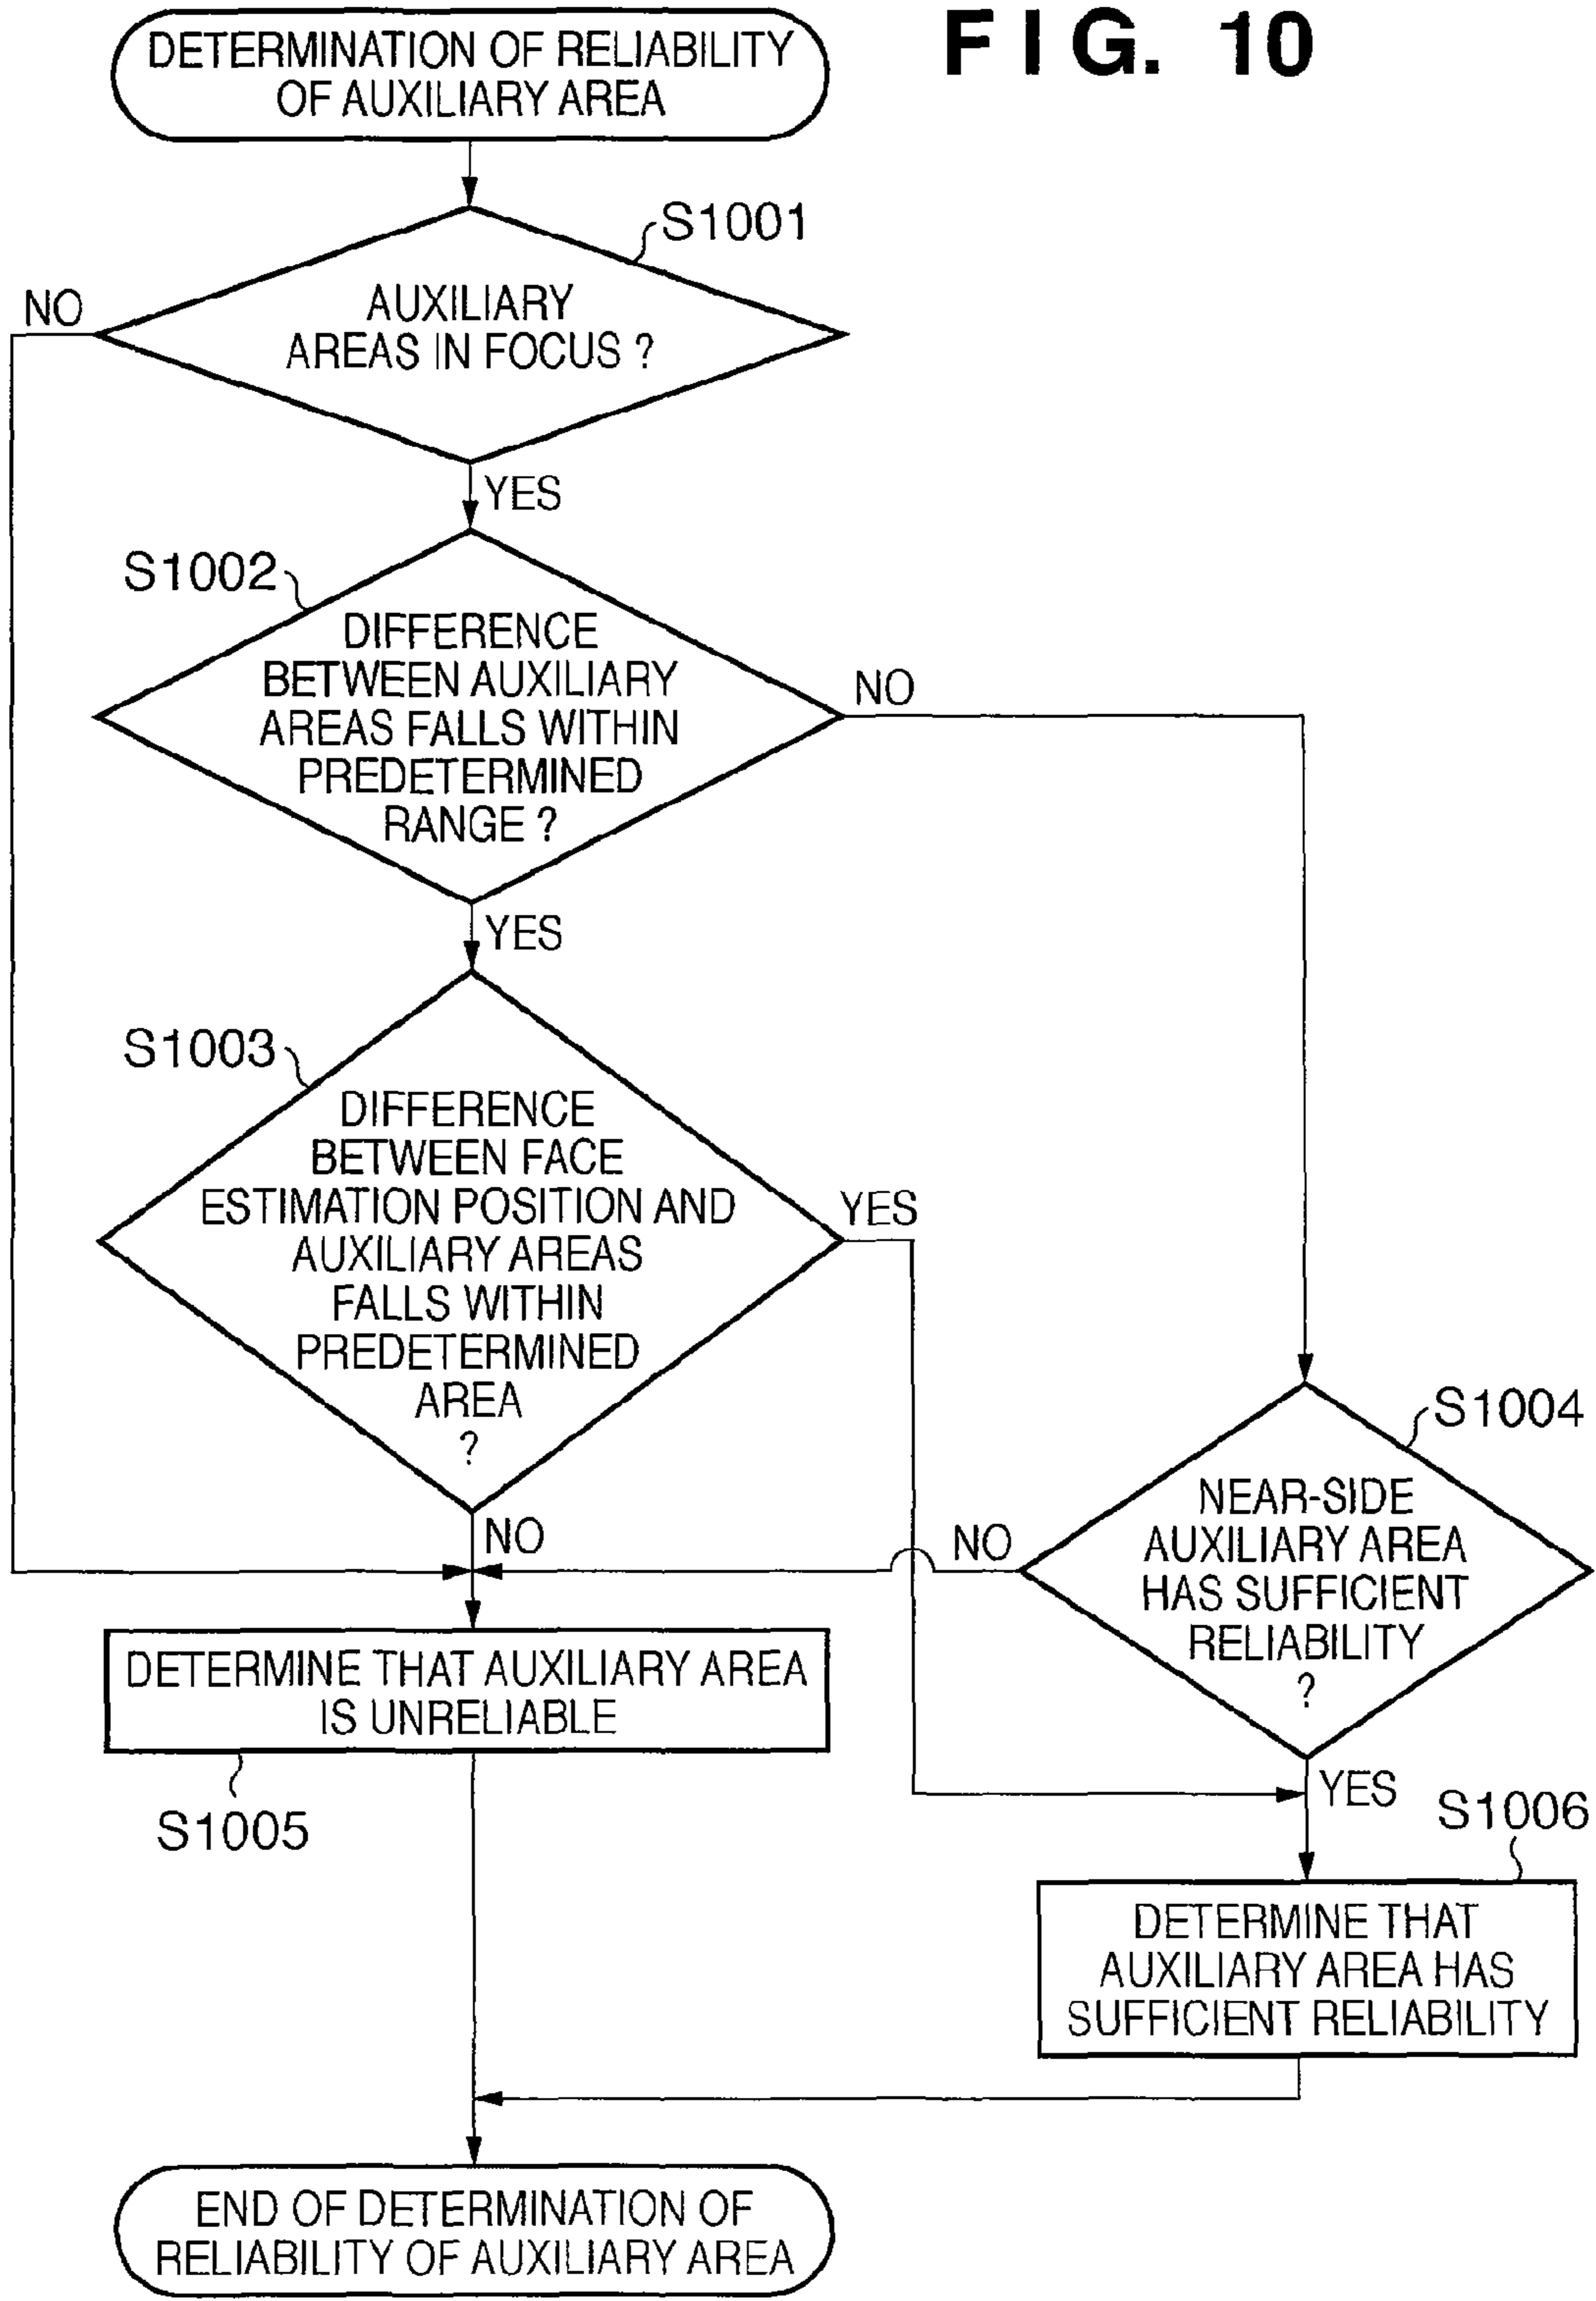 FIG. 10
DETERMINATION OF RELIABILITY
OF AUXILIARY AREA
S1001
NO
AUXILIARY
AREAS IN FOCUS ?
YES
S1002
DIFFERENCE
BETWEEN AUXILIARY
AREAS FALLS WITHIN
PREDETERMINED
RANGE ?
NO
YES
S1003
DIFFERENCE
BETWEEN FACE
ESTIMATION POSITION AND
AUXILIARY AREAS
FALLS WITHIN
PREDETERMINED
AREA
?
YES
NO
S1004
NEAR-SIDE
AUXILIARY AREA
HAS SUFFICIENT
RELIABILITY
?
NO
YES
DETERMINE THAT AUXILIARY AREA
IS UNRELIABLE
S1005
S1006
DETERMINE THAT
AUXILIARY AREA HAS
SUFFICIENT RELIABILITY
END OF DETERMINATION OF
RELIABILITY OF AUXILIARY AREA